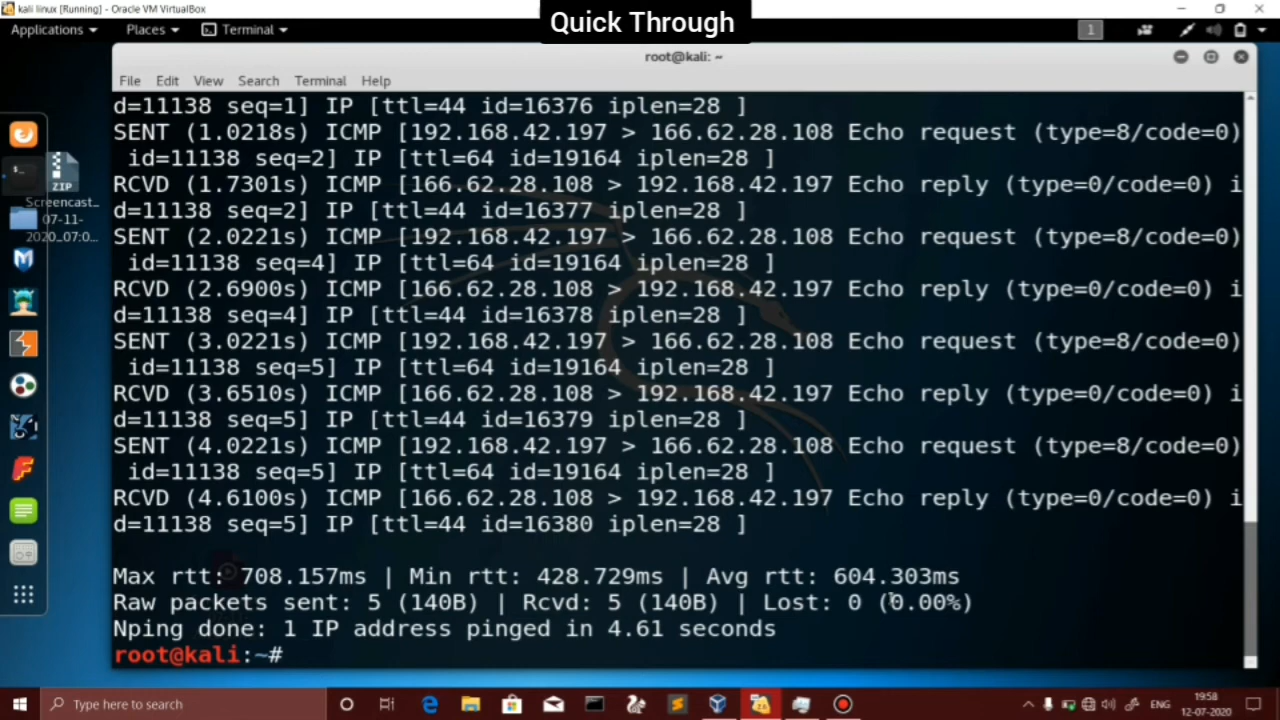 kali linux [Running] - Oracle VM VirtualBox
Quick Through
Applications Places Terminal 1
root@kali: ~
File Edit View Search Terminal Help
d=11138 seq=1] IP [ttl=44 id=16376 iplen=28 ]
SENT (1.0218s) ICMP [192.168.42.197 > 166.62.28.108 Echo request (type=8/code=0)
id=11138 seq=2] IP [ttl=64 id=19164 iplen=28 ]
RCVD (1.7301s) ICMP [166.62.28.108 > 192.168.42.197 Echo reply (type=0/code=0) i
d=11138 seq=2] IP [ttl=44 id=16377 iplen=28 ]
SENT (2.0221s) ICMP [192.168.42.197 > 166.62.28.108 Echo request (type=8/code=0)
id=11138 seq=4] IP [ttl=64 id=19164 iplen=28 ]
RCVD (2.6900s) ICMP [166.62.28.108 > 192.168.42.197 Echo reply (type=0/code=0) i
d=11138 seq=4] IP [ttl=44 id=16378 iplen=28 ]
SENT (3.0221s) ICMP [192.168.42.197 > 166.62.28.108 Echo request (type=8/code=0)
id=11138 seq=5] IP [ttl=64 id=19164 iplen=28 ]
RCVD (3.6510s) ICMP [166.62.28.108 > 192.168.42.197 Echo reply (type=0/code=0) i
d=11138 seq=5] IP [ttl=44 id=16379 iplen=28 ]
SENT (4.0221s) ICMP [192.168.42.197 > 166.62.28.108 Echo request (type=8/code=0)
id=11138 seq=5] IP [ttl=64 id=19164 iplen=28 ]
RCVD (4.6100s) ICMP [166.62.28.108 > 192.168.42.197 Echo reply (type=0/code=0) i
d=11138 seq=5] IP [ttl=44 id=16380 iplen=28 ]
Max rtt: 708.157ms | Min rtt: 428.729ms | Avg rtt: 604.303ms
Raw packets sent: 5 (140B) | Rcvd: 5 (140B) | Lost: 0 (0.00%)
Nping done: 1 IP address pinged in 4.61 seconds
root@kali:~#
ZIP
Screencast_
07-11-
2020_07:0...
Type here to search
ENG
19:58
12-07-2020